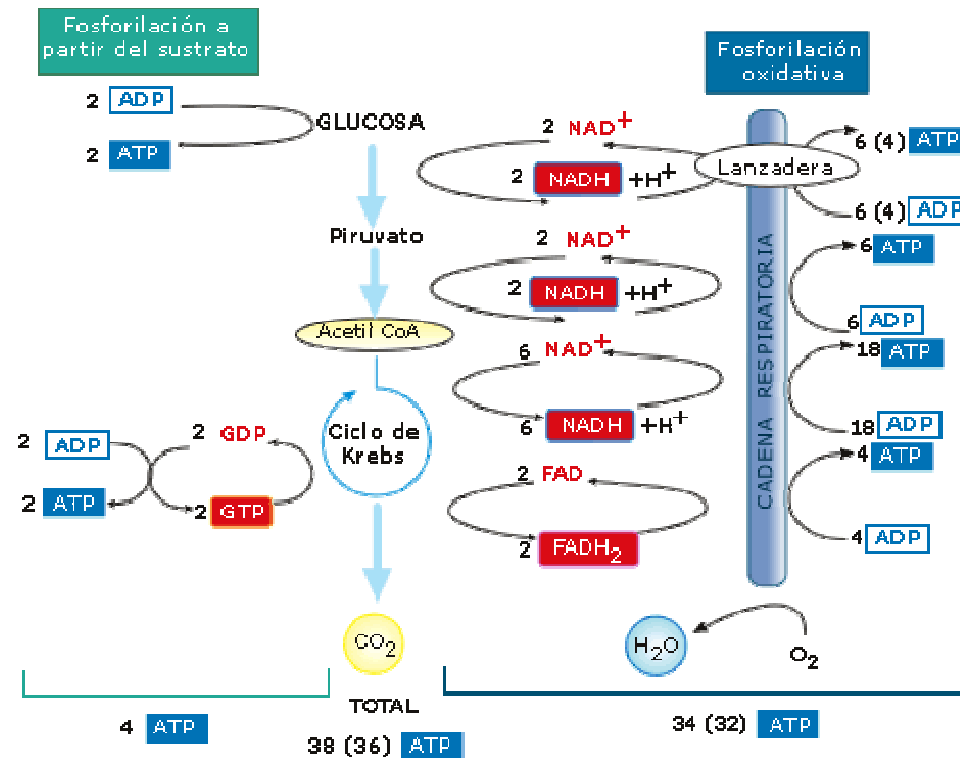 Fosforilación a
partir del sustrato
Fosforilación
oxidativa
2 ADP
2 ATP
GLUCOSA
2 NAD+
2 NADH +H+
Lanzadera
6 (4) ATP
6 (4) ADP
Piruvato
2 NAD+
2 NADH +H+
6 ATP
6 ADP
Acetil CoA
6 NAD+
6 NADH +H+
18 ATP
18 ADP
CADENA RESPIRATORIA
Ciclo de
Krebs
2 ADP
2 ATP
2 GDP
2 GTP
2 FAD
2 FADH2
4 ATP
4 ADP
CO2
H2O
O2
4 ATP
TOTAL
38 (36) ATP
34 (32) ATP